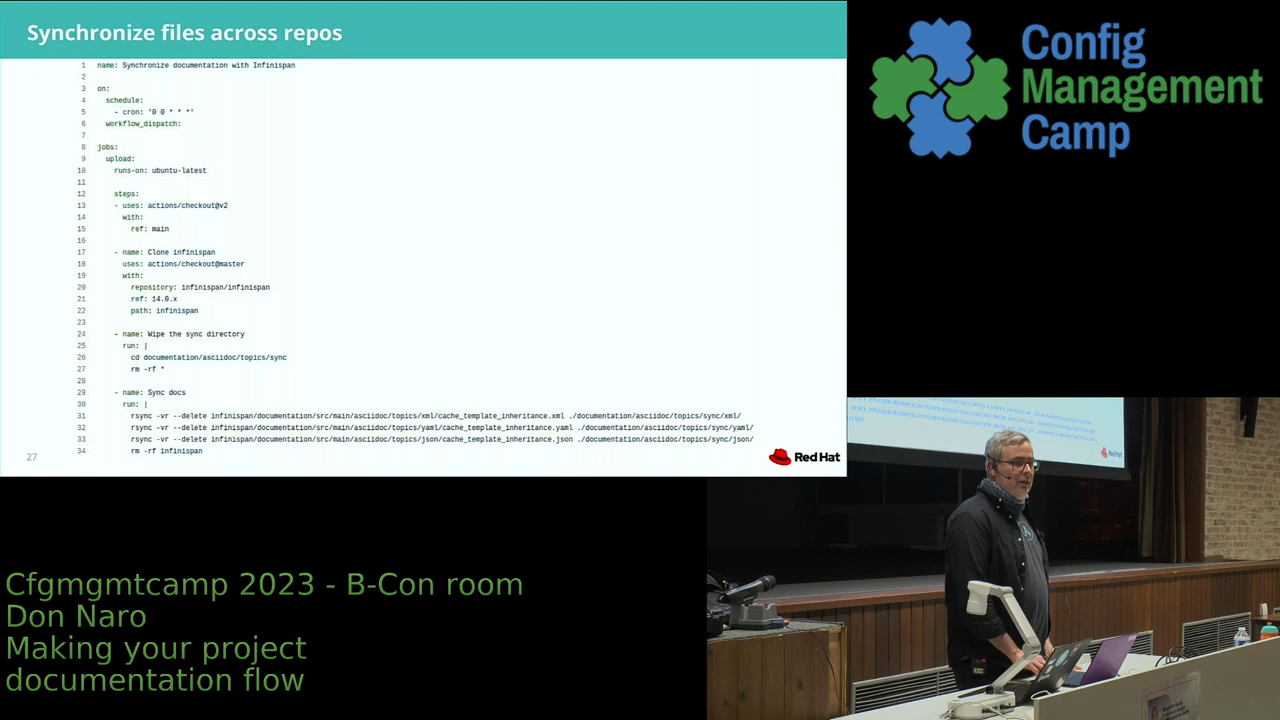 Synchronize files across repos
1 name: Synchronize documentation with Infinispan
2
3 on:
4 schedule:
5 - cron: '0 0 * * *'
6 workflow_dispatch:
7
8 jobs:
9 upload:
10 runs-on: ubuntu-latest
11
12 steps:
13 - uses: actions/checkout@v2
14 with:
15 ref: main
16
17 - name: Clone infinispan
18 uses: actions/checkout@master
19 with:
20 repository: infinispan/infinispan
21 ref: 14.0.x
22 path: infinispan
23
24 - name: Wipe the sync directory
25 run: |
26 cd documentation/asciidoc/topics/sync
27 rm -rf *
28
29 - name: Sync docs
30 run: |
31 rsync -vr --delete infinispan/documentation/src/main/asciidoc/topics/xml/cache_template_inheritance.xml ./documentation/asciidoc/topics/sync/xml/
32 rsync -vr --delete infinispan/documentation/src/main/asciidoc/topics/yaml/cache_template_inheritance.yaml ./documentation/asciidoc/topics/sync/yaml/
33 rsync -vr --delete infinispan/documentation/src/main/asciidoc/topics/json/cache_template_inheritance.json ./documentation/asciidoc/topics/sync/json/
34 rm -rf infinispan
27
Red Hat
Config
Management
Camp
Red Hat
Cfgmgmtcamp 2023 - B-Con room
Don Naro
Making your project
documentation flow